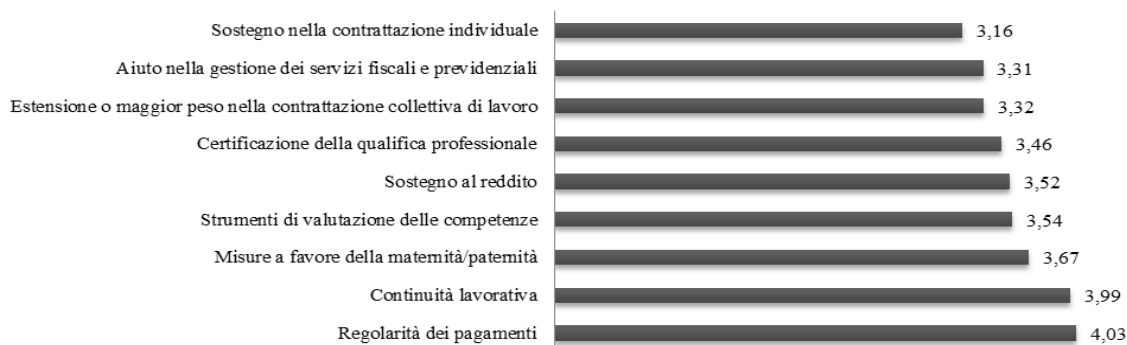 Sostegno nella contrattazione individuale 3,16
Aiuto nella gestione dei servizi fiscali e previdenziali 3,31
Estensione o maggior peso nella contrattazione collettiva di lavoro 3,32
Certificazione della qualifica professionale 3,46
Sostegno al reddito 3,52
Strumenti di valutazione delle competenze 3,54
Misure a favore della maternità/paternità 3,67
Continuità lavorativa 3,99
Regolarità dei pagamenti 4,03